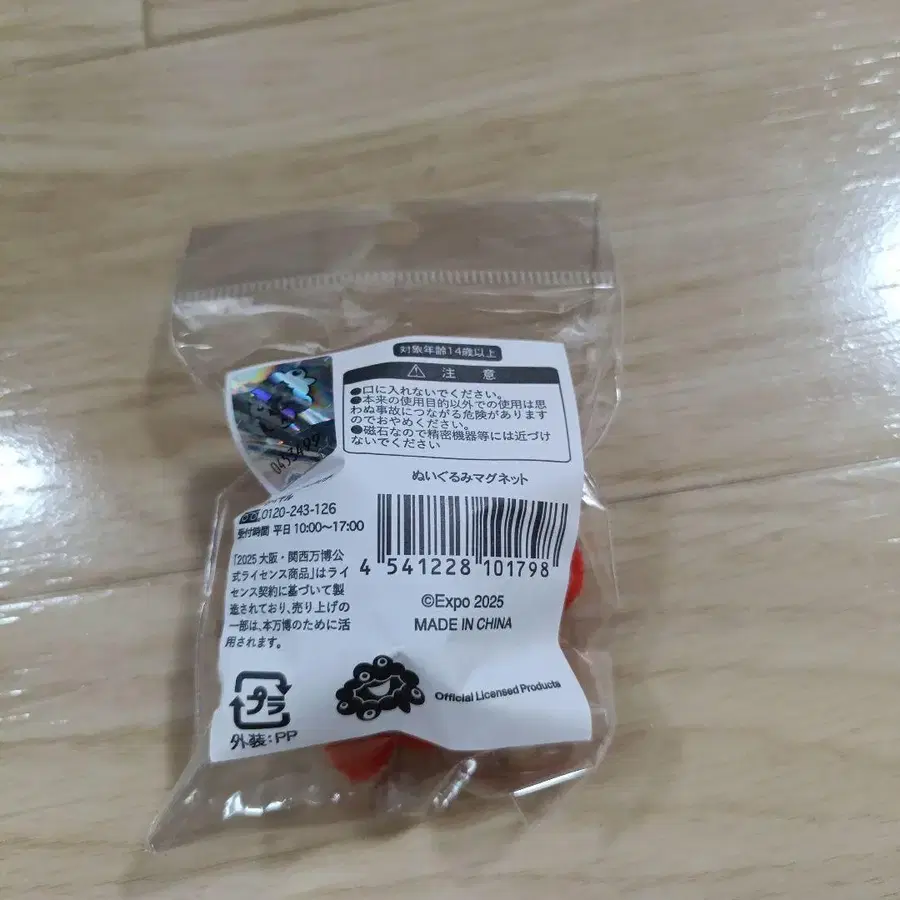 対象年齢14歳以上
注 意
●口に入れないでください。
●本来の使用目的以外での使用は思
わぬ事故につながる危険があります
のでおやめください。
●磁石なので精密機器等には近づけ
ないでください
ぬいぐるみマグネット
0120-243-126
受付時間 平日 10:00〜17:00
「2025 大阪・関西万博公
式ライセンス商品」はライ
センス契約に基づいて製
造されており、売り上げの
一部は、本万博のために活
用されます。
4 541228 101798
©Expo 2025
MADE IN CHINA
Official Licensed Products
プラ
外装:PP